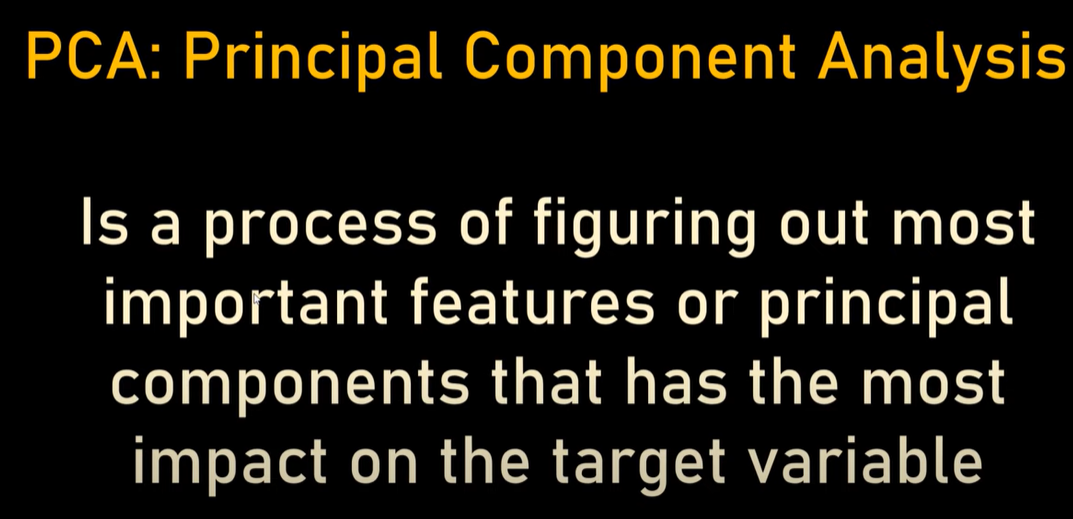 PCA: Principal Component Analysis
Is a process of figuring out most
important features or principal
components that has the most
impact on the target variable